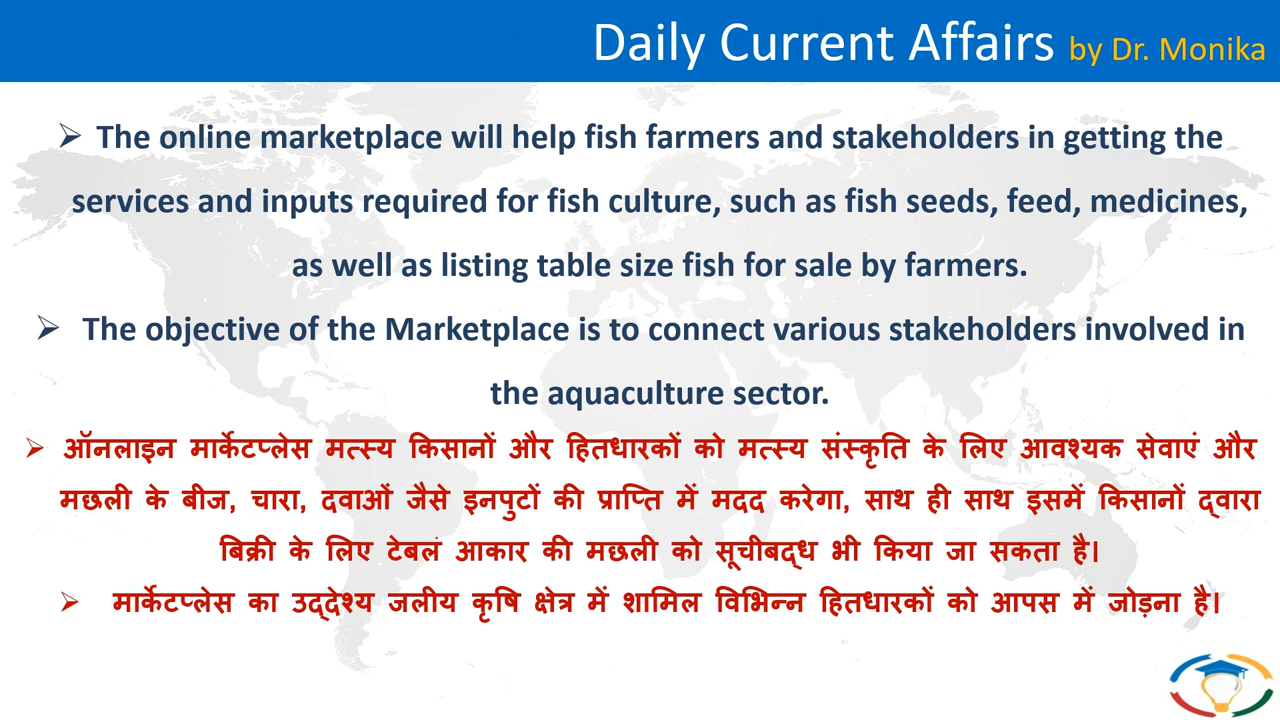 Daily Current Affairs by Dr. Monika
➢ The online marketplace will help fish farmers and stakeholders in getting the
services and inputs required for fish culture, such as fish seeds, feed, medicines,
as well as listing table size fish for sale by farmers.
➢ The objective of the Marketplace is to connect various stakeholders involved in
the aquaculture sector.
➢ ऑनलाइन मार्केटप्लेस मत्स्य किसानों और हितधारकों को मत्स्य संस्कृति के लिए आवश्यक सेवाएं और
मछली के बीज, चारा, दवाओं जैसे इनपुटों की प्राप्ति में मदद करेगा, साथ ही साथ इसमें किसानों द्वारा
बिक्री के लिए टेबलं आकार की मछली को सूचीबद्ध भी किया जा सकता है।
➢ मार्केटप्लेस का उद्देश्य जलीय कृषि क्षेत्र में शामिल विभिन्न हितधारकों को आपस में जोड़ना है।